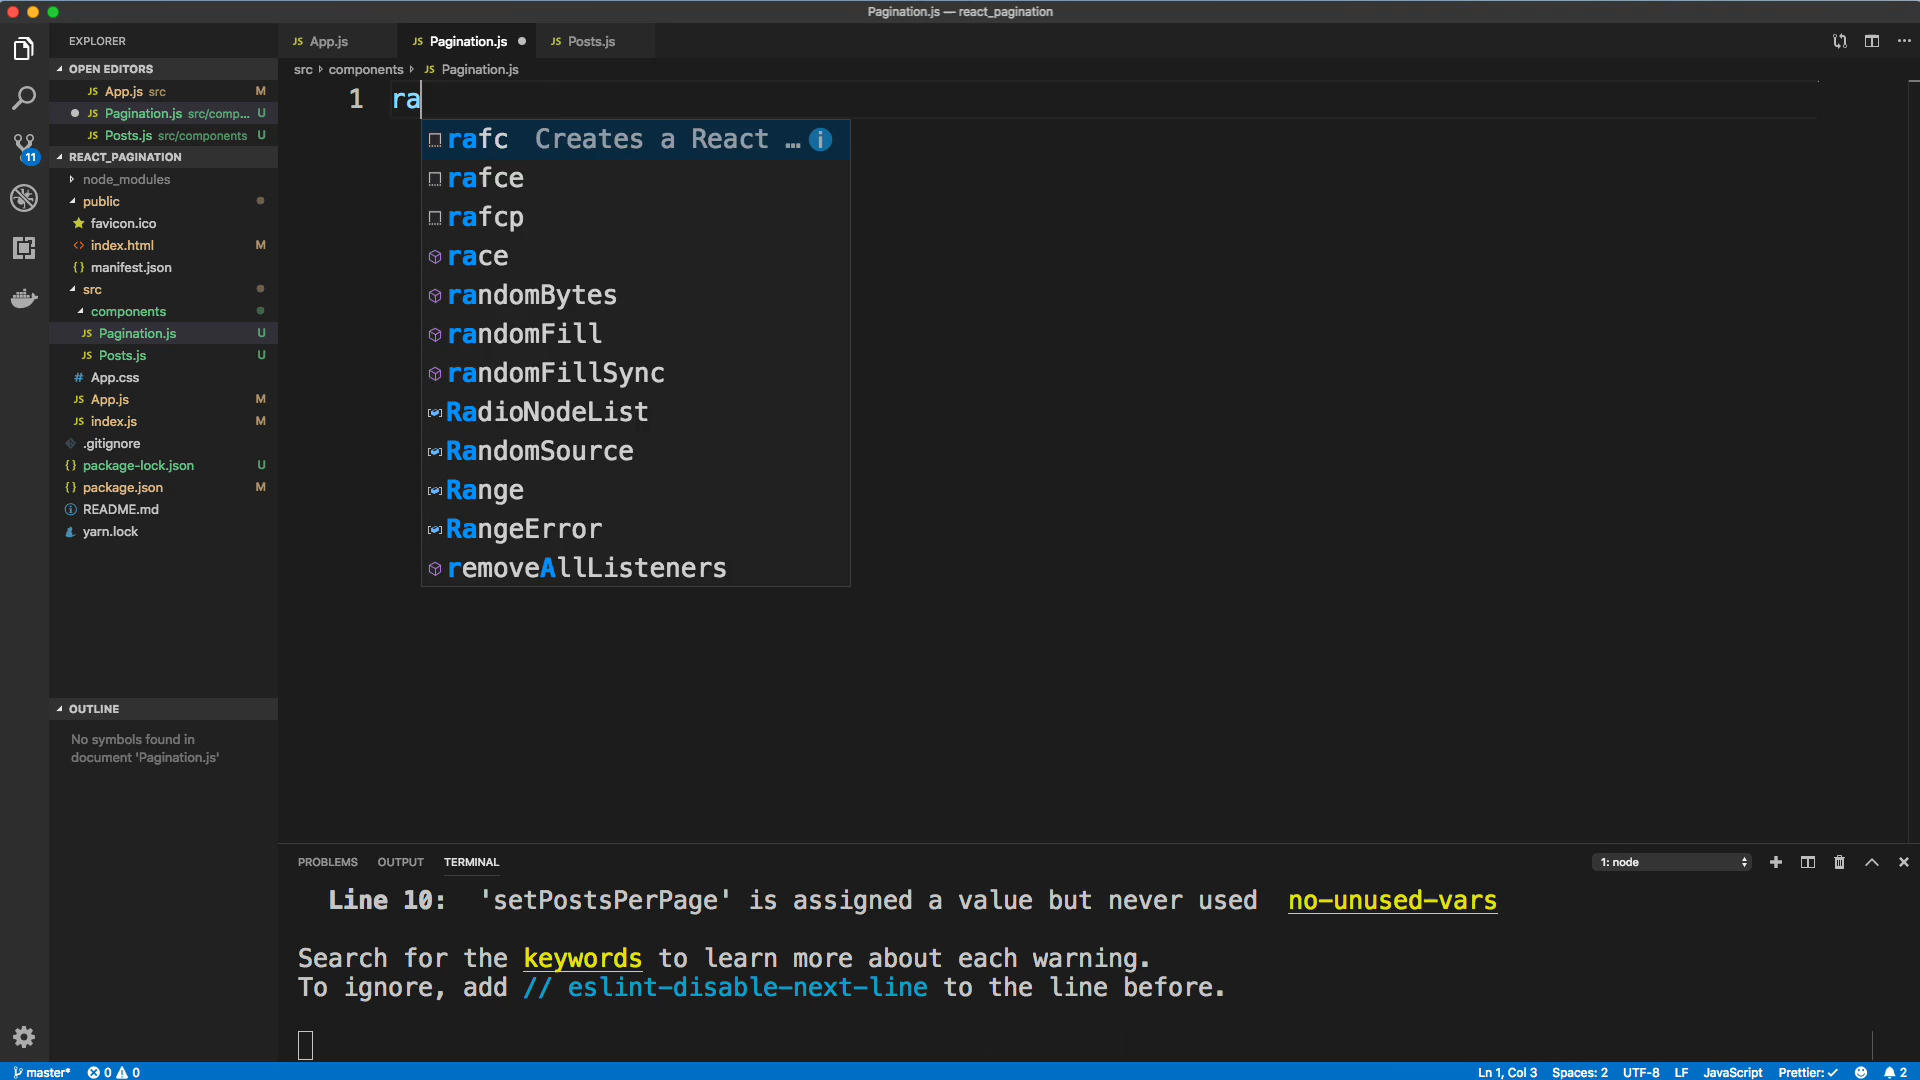 Pagination.js — react_pagination
EXPLORER
OPEN EDITORS
JS App.js src M
JS Pagination.js src/comp... U
JS Posts.js src/components U
REACT_PAGINATION
node_modules
public
favicon.ico
<> index.html M
{} manifest.json
src
components
JS Pagination.js U
JS Posts.js U
# App.css
JS App.js M
JS index.js M
.gitignore
{} package-lock.json U
{} package.json M
README.md
yarn.lock
11
OUTLINE
No symbols found in
document 'Pagination.js'
JS App.js
JS Pagination.js
JS Posts.js
src components JS Pagination.js
1 ra
rafc Creates a React …
rafce
rafcp
race
randomBytes
randomFill
randomFillSync
RadioNodeList
RandomSource
Range
RangeError
removeAllListeners
PROBLEMS OUTPUT TERMINAL
1: node
Line 10: 'setPostsPerPage' is assigned a value but never used no-unused-vars
Search for the keywords to learn more about each warning.
To ignore, add // eslint-disable-next-line to the line before.
master* 0 0
Ln 1, Col 3 Spaces: 2 UTF-8 LF JavaScript Prettier: ✓ 2